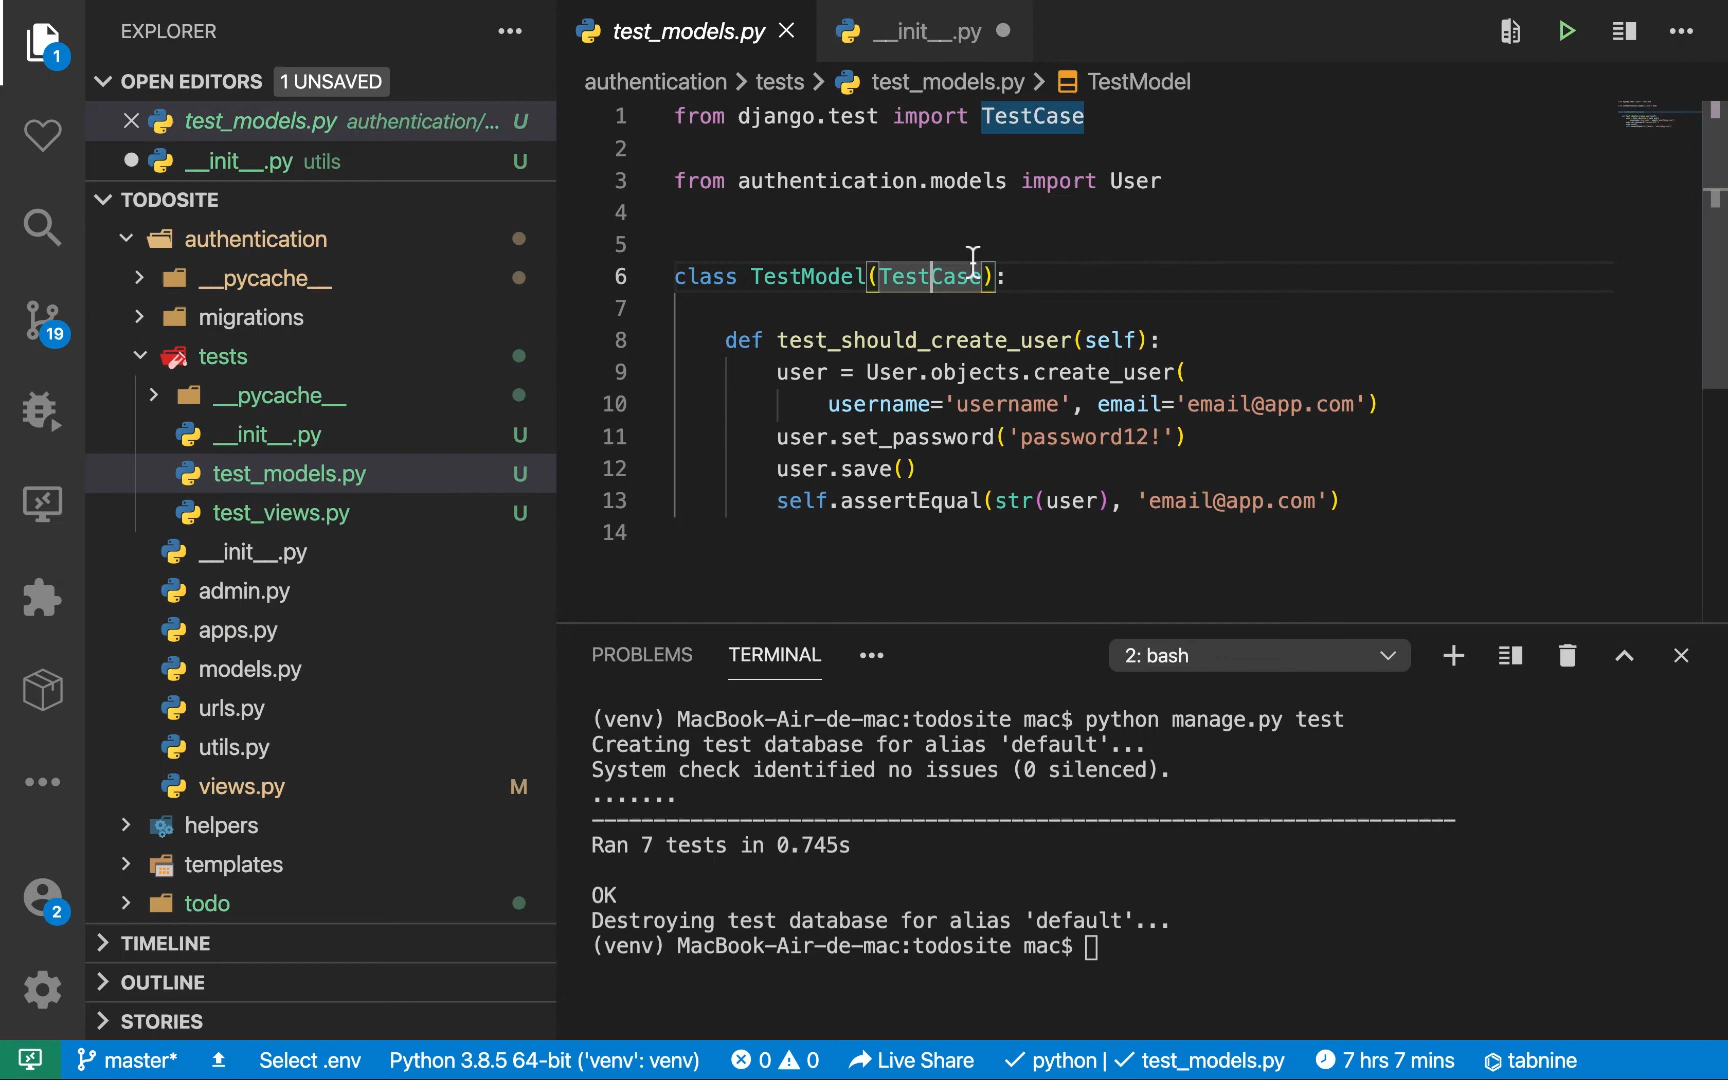 EXPLORER
OPEN EDITORS 1 UNSAVED
test_models.py authentication/... U
__init__.py utils U
TODOSITE
authentication
__pycache__
migrations
tests
__pycache__
__init__.py U
test_models.py U
test_views.py U
__init__.py
admin.py
apps.py
models.py
urls.py
utils.py
views.py M
helpers
templates
todo
TIMELINE
OUTLINE
STORIES
1
19
2
test_models.py
__init__.py
authentication > tests > test_models.py > TestModel
1 from django.test import TestCase
2
3 from authentication.models import User
4
5
6 class TestModel(TestCase):
7
8 def test_should_create_user(self):
9 user = User.objects.create_user(
10 username='username', email='email@app.com')
11 user.set_password('password12!')
12 user.save()
13 self.assertEqual(str(user), 'email@app.com')
14
PROBLEMS TERMINAL 2: bash
(venv) MacBook-Air-de-mac:todosite mac$ python manage.py test
Creating test database for alias 'default'...
System check identified no issues (0 silenced).
.......
----------------------------------------------------------------------
Ran 7 tests in 0.745s
OK
Destroying test database for alias 'default'...
(venv) MacBook-Air-de-mac:todosite mac$
master* Select .env Python 3.8.5 64-bit ('venv': venv) 0 0 Live Share python | test_models.py 7 hrs 7 mins tabnine